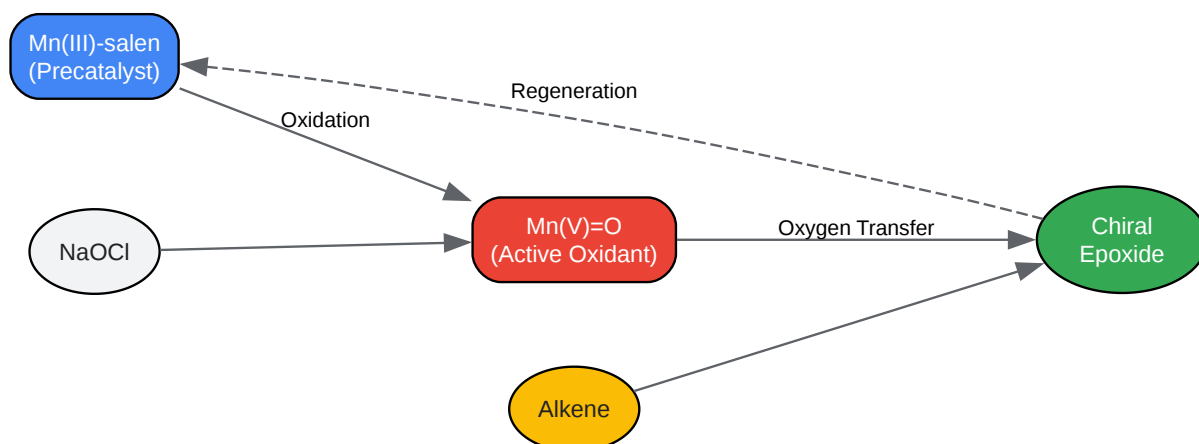 Mn(III)-salen
(Precatalyst)
Regeneration
Oxidation
Mn(V)=O
(Active Oxidant)
Oxygen Transfer
Chiral
Epoxide
NaOCl
Alkene